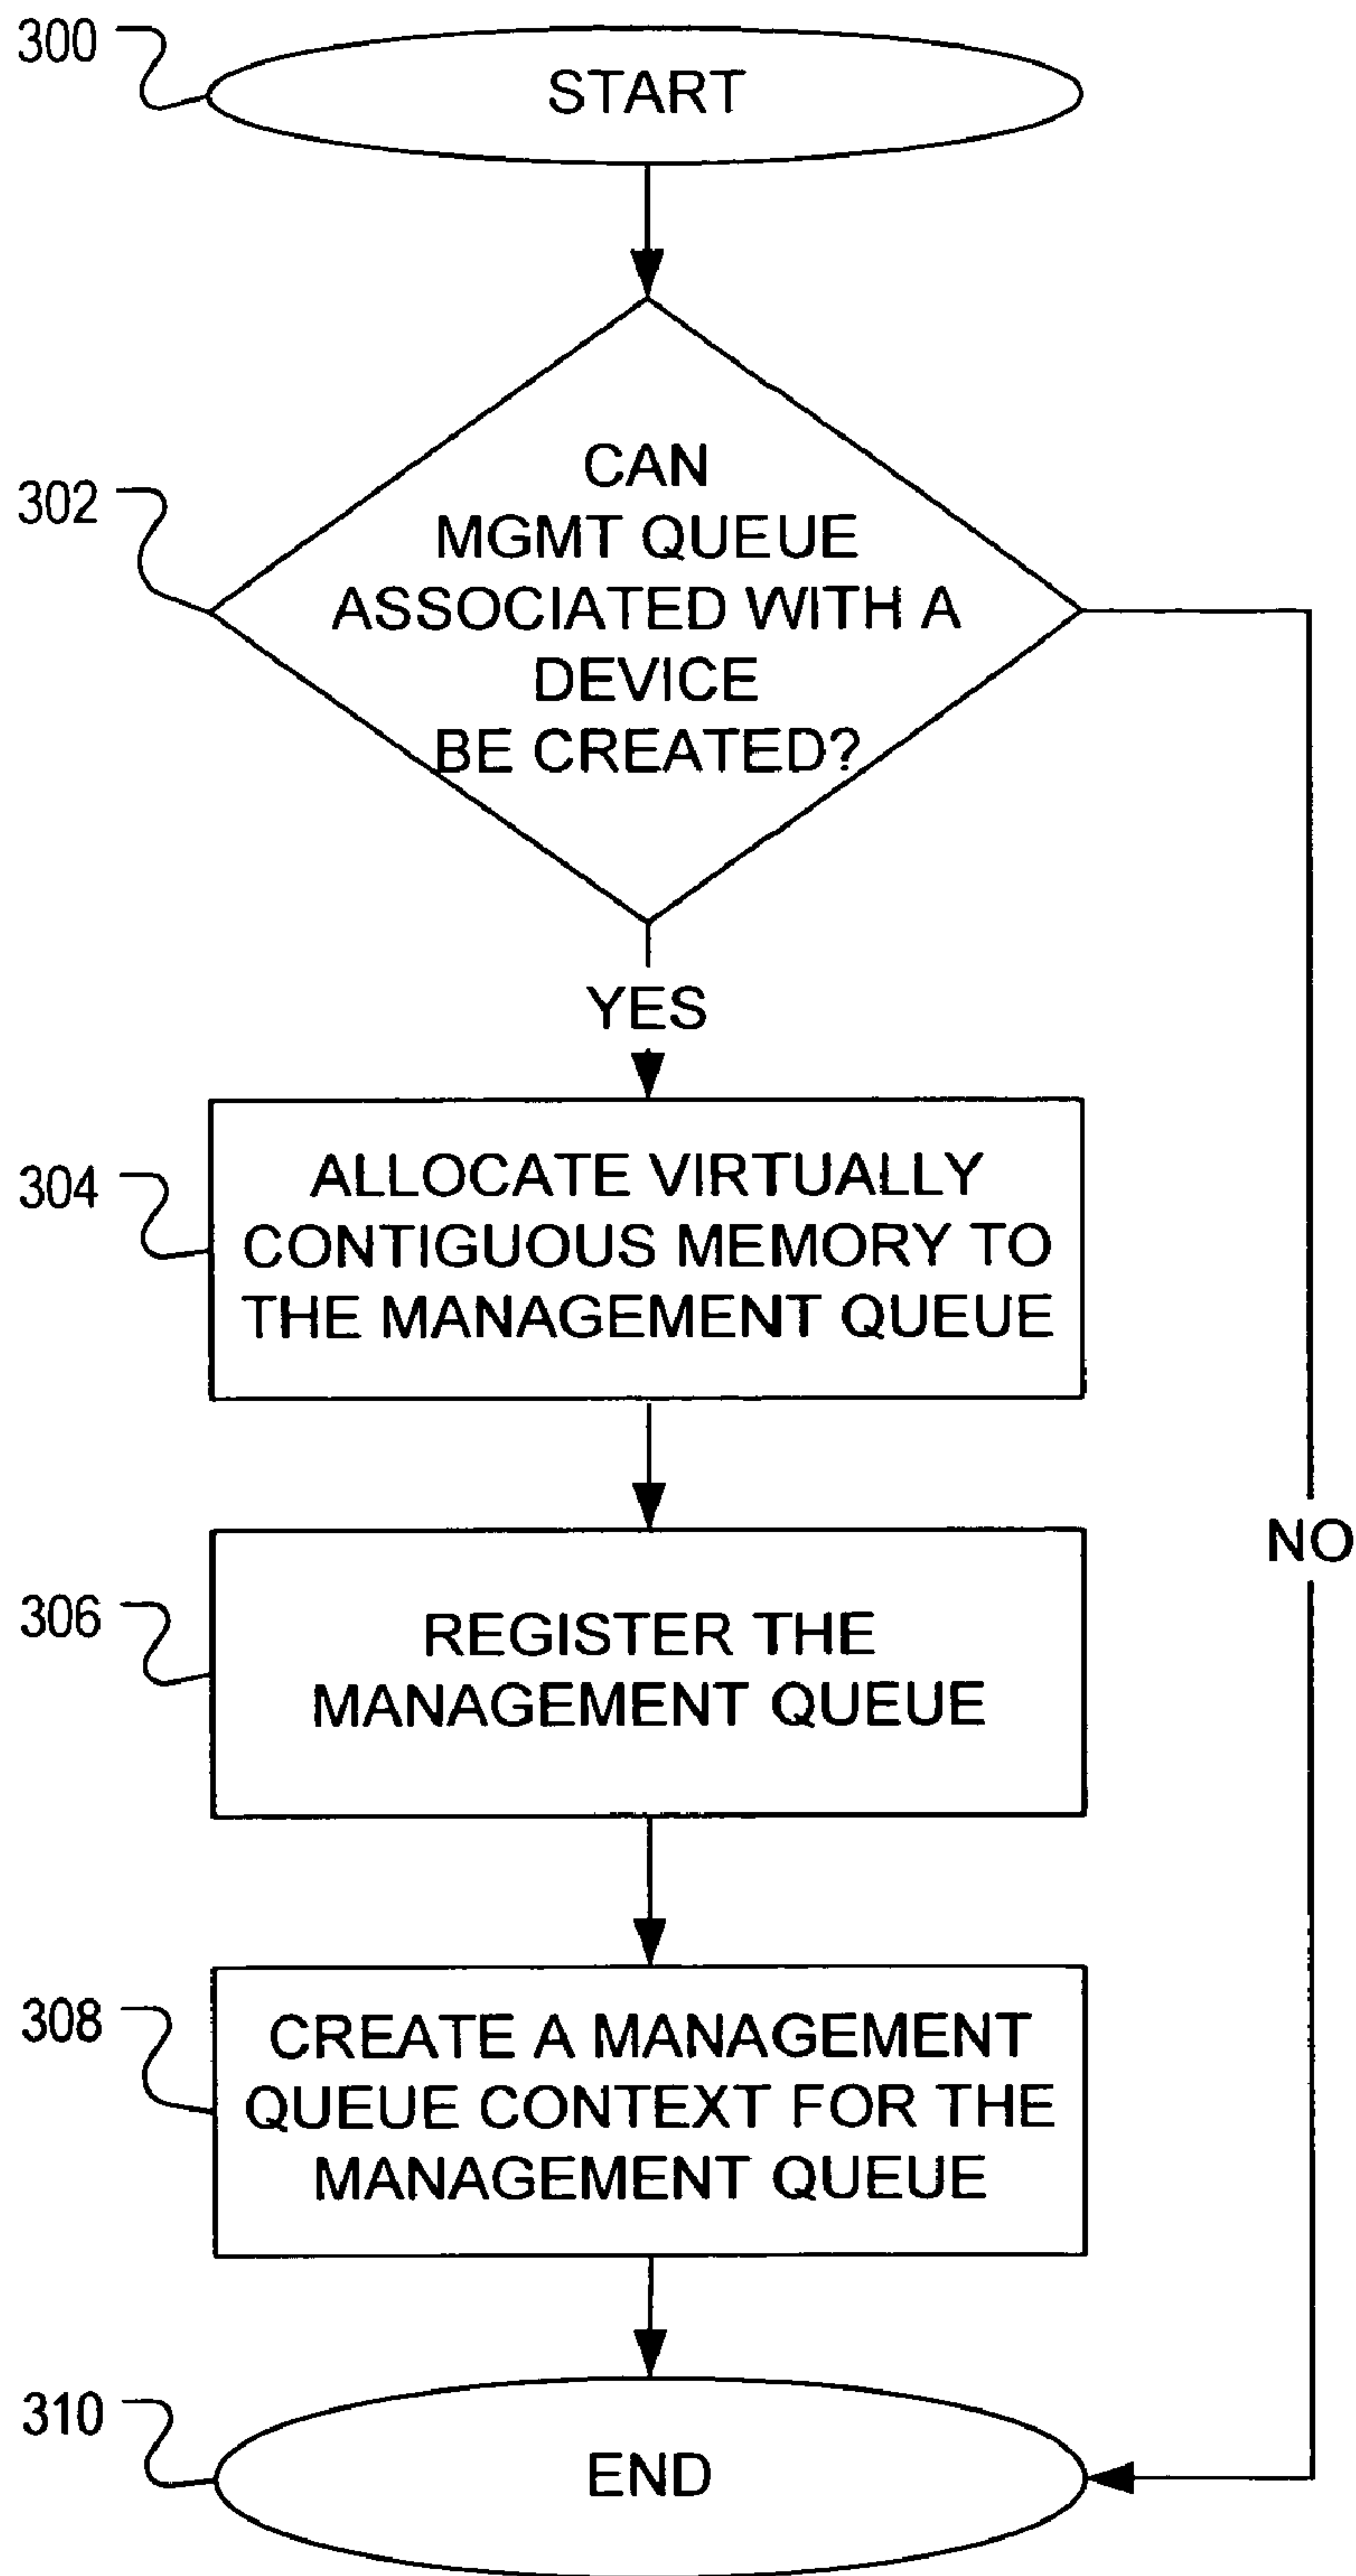 300
START
302
CAN
MGMT QUEUE
ASSOCIATED WITH A
DEVICE
BE CREATED?
YES
304
ALLOCATE VIRTUALLY
CONTIGUOUS MEMORY TO
THE MANAGEMENT QUEUE
NO
306
REGISTER THE
MANAGEMENT QUEUE
308
CREATE A MANAGEMENT
QUEUE CONTEXT FOR THE
MANAGEMENT QUEUE
310
END